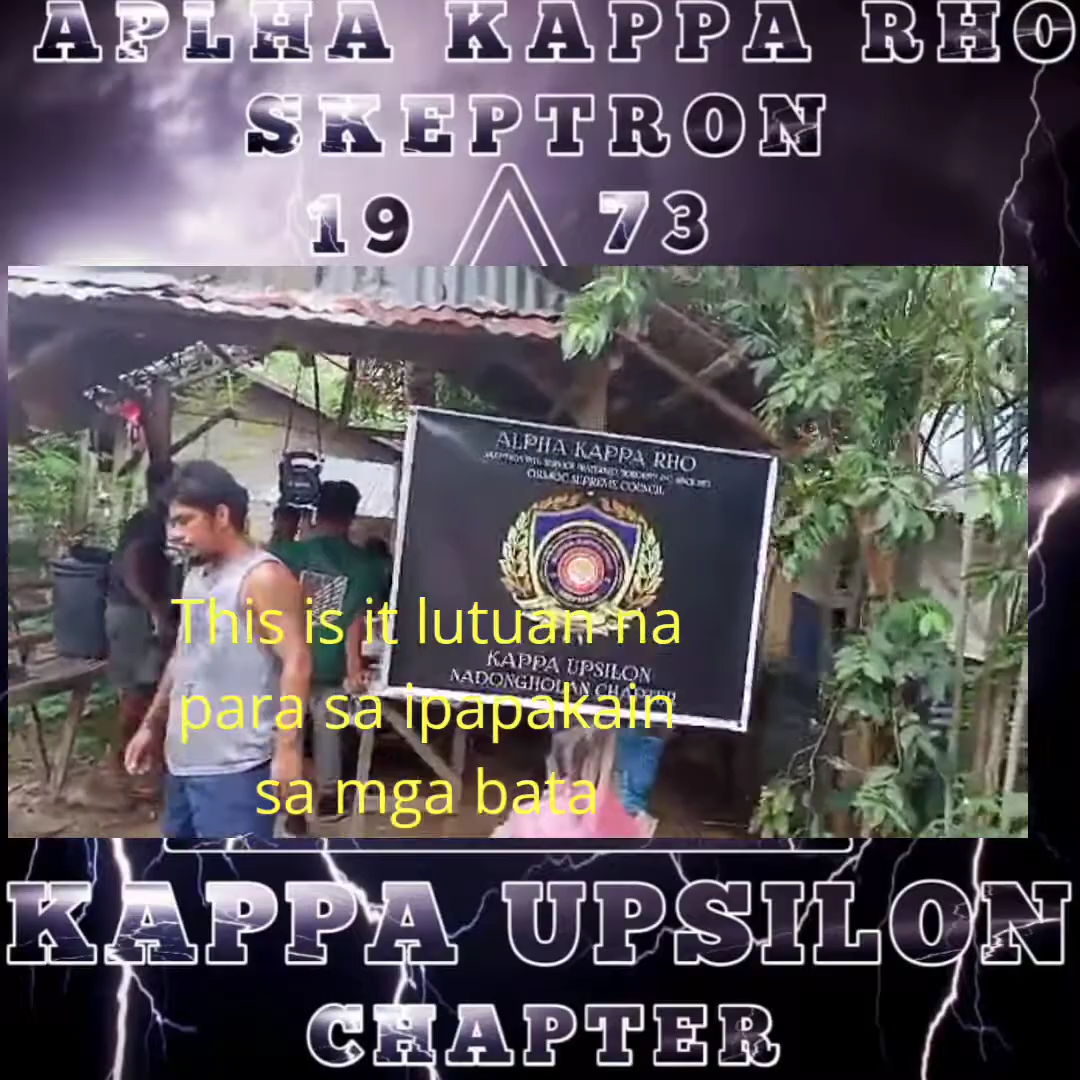 APLHA KAPPA RHO
SKEPTRON
19 73
ALPHA KAPPA RHO
ORMOC SUPREME COUNCIL
This is it lutuan na
KAPPA UPSILON
para sa ipapakain
sa mga bata
KAPPA UPSILON
CHAPTER